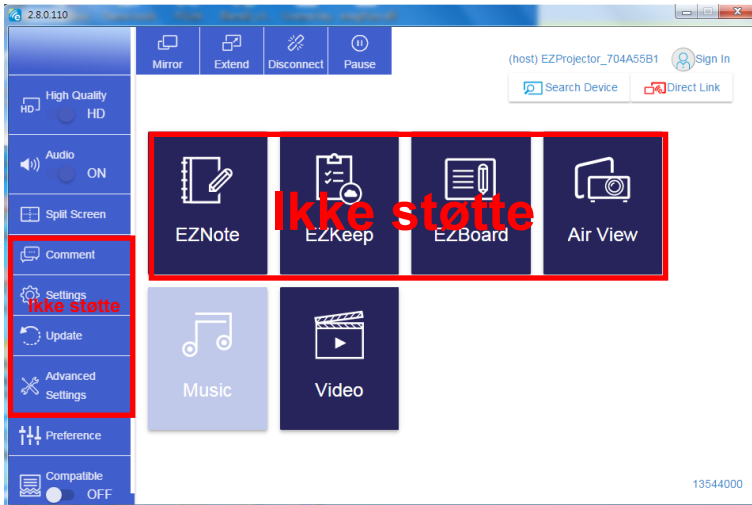 2.8.0.110
Mirror
Extend
Disconnect
Pause
(host) EZProjector_704A55B1
Sign In
Search Device
Direct Link
High Quality
HD
HD
Audio
ON
Split Screen
Comment
Settings
Ikke støtte
Update
Advanced
Settings
Preference
Compatible
OFF
Ikke støtte
EZNote
EZKeep
EZBoard
Air View
Music
Video
13544000